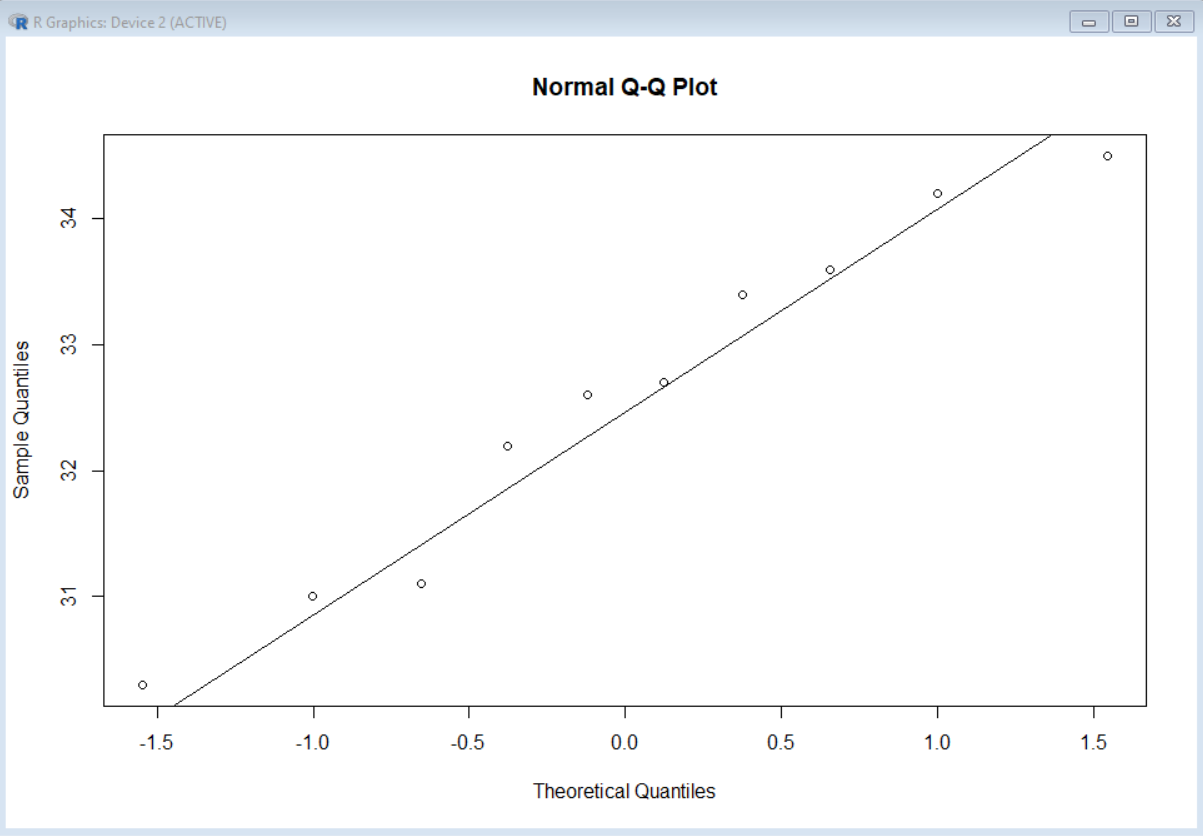 R Graphics: Device 2 (ACTIVE)
Normal Q-Q Plot
34
33
32
31
Sample Quantiles
-1.5 -1.0 -0.5 0.0 0.5 1.0 1.5
Theoretical Quantiles